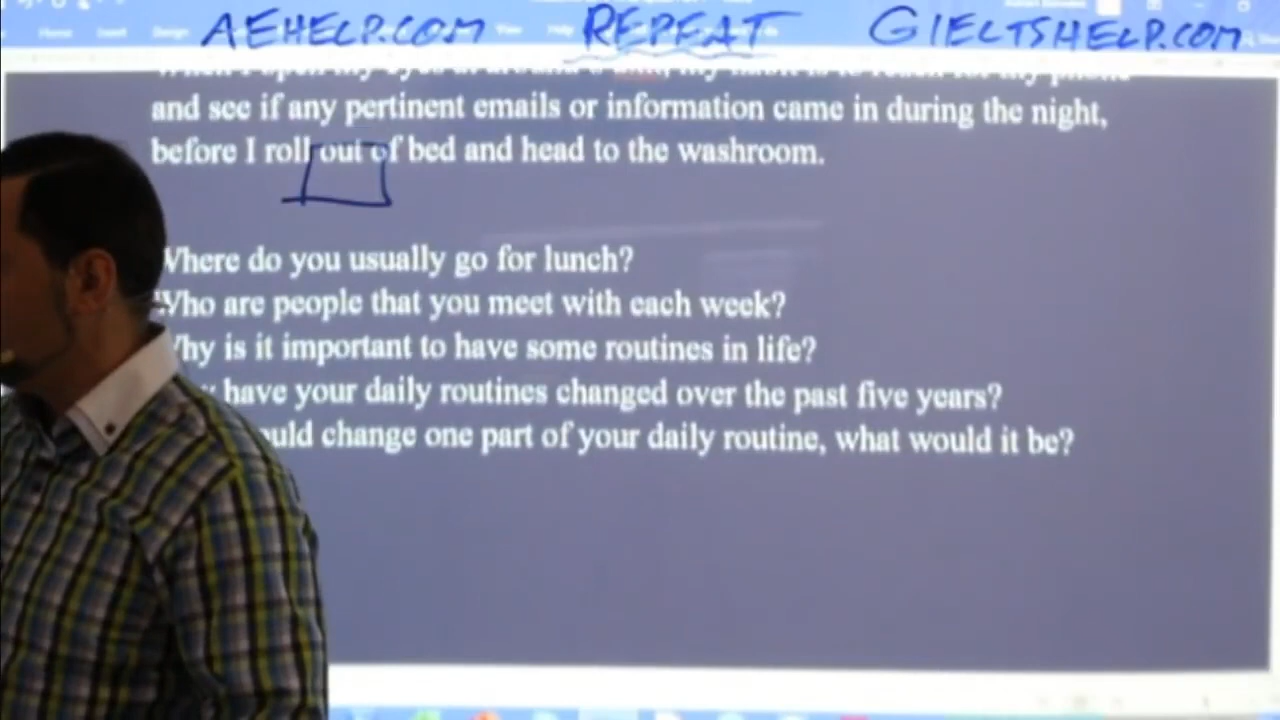 AEHELP.COM REPEAT GIELTSHELP.COM
and see if any pertinent emails or information came in during the night,
before I roll out of bed and head to the washroom.
Where do you usually go for lunch?
Who are people that you meet with each week?
Why is it important to have some routines in life?
have your daily routines changed over the past five years?
change one part of your daily routine, what would it be?